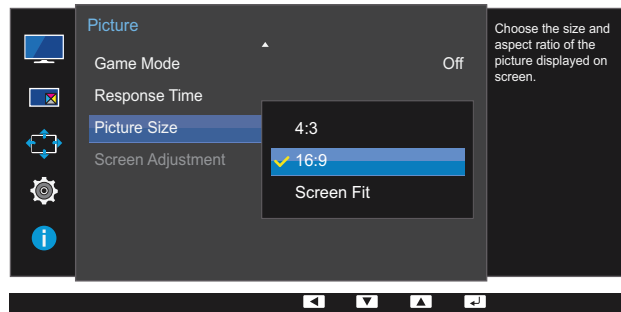 Picture
Game Mode Off
Response Time
Picture Size
Screen Adjustment
4:3
16:9
Screen Fit
Choose the size and
aspect ratio of the
picture displayed on
screen.